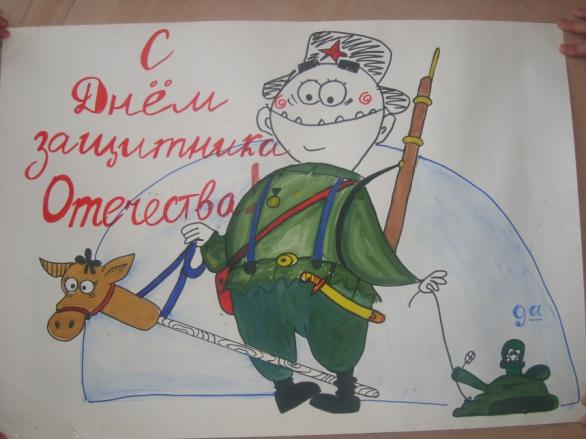 С
Днём
защитника
Отечества!
9а